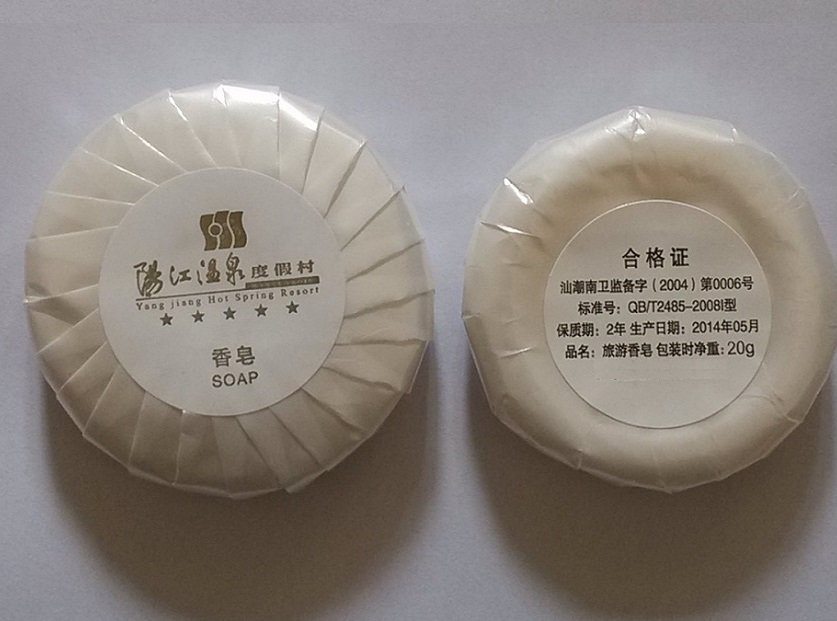 陽江温泉度假村
Yang jiang Hot Spring Resort
香皂
SOAP
合格证
汕潮南卫监备字（2004）第0006号
标准号：QB/T2485-2008I型
保质期：2年 生产日期：2014年05月
品名：旅游香皂 包装时净重：20g